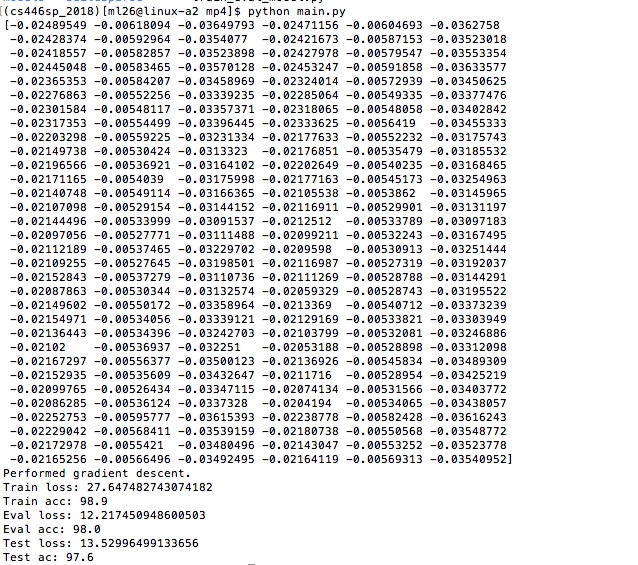 [(cs446sp_2018)[ml26@linux-a2 mp4]$ python main.py
[-0.02489549 -0.00618094 -0.03649793 -0.02471156 -0.00604693 -0.0362758
-0.02428374 -0.00592964 -0.0354077 -0.02421666 -0.00587153 -0.03523018
-0.02418557 -0.00582857 -0.03523898 -0.02427978 -0.00579547 -0.03553354
-0.02445048 -0.00583465 -0.03570128 -0.02453247 -0.00591858 -0.03633577
-0.02365353 -0.00584207 -0.03458969 -0.02324014 -0.00572939 -0.03450625
-0.02276863 -0.00552256 -0.03339235 -0.02285064 -0.00549335 -0.03377476
-0.02301584 -0.00548117 -0.03357371 -0.02318065 -0.00548058 -0.03402842
-0.02317353 -0.00554499 -0.03396445 -0.02333625 -0.0056419 -0.03455333
-0.02203298 -0.00559225 -0.03231334 -0.02177633 -0.00552232 -0.03175743
-0.02149738 -0.00530424 -0.0313323 -0.02176851 -0.00535479 -0.03185532
-0.02196566 -0.00536921 -0.03164102 -0.02202649 -0.00540235 -0.03168465
-0.02171165 -0.0054039 -0.03175998 -0.02177163 -0.00545173 -0.03254963
-0.02140748 -0.00549114 -0.03166365 -0.02105538 -0.0053862 -0.03145965
-0.02107098 -0.00529154 -0.03144152 -0.02116911 -0.00529901 -0.03131197
-0.02144496 -0.00533999 -0.03091537 -0.0212512 -0.00533789 -0.03097183
-0.02097056 -0.00527771 -0.03111488 -0.02099211 -0.00532243 -0.03167495
-0.02112189 -0.00537465 -0.03229702 -0.0209598 -0.00530913 -0.03251444
-0.02109255 -0.00527645 -0.03198501 -0.02116987 -0.00527319 -0.03192037
-0.02152843 -0.00537279 -0.03110736 -0.02111269 -0.00528788 -0.03144291
-0.02087863 -0.00530344 -0.03132574 -0.02059329 -0.00528743 -0.03195522
-0.02149602 -0.00550172 -0.03358964 -0.0213369 -0.00540712 -0.03373239
-0.02154971 -0.00534056 -0.03339121 -0.02129169 -0.00533821 -0.03303949
-0.02136443 -0.00534396 -0.03242703 -0.02103799 -0.00532081 -0.03246886
-0.02102 -0.00536937 -0.032251 -0.02053188 -0.00528898 -0.03312098
-0.02167297 -0.00556377 -0.03500123 -0.02136926 -0.00545834 -0.03489309
-0.02152935 -0.00535609 -0.03432647 -0.0211716 -0.00528954 -0.03425219
-0.02099765 -0.00526434 -0.03347115 -0.02074134 -0.00531566 -0.03403772
-0.02086285 -0.00536124 -0.0337328 -0.0204194 -0.00534065 -0.03438057
-0.02252753 -0.00595777 -0.03615393 -0.02238778 -0.00582428 -0.03616243
-0.02229042 -0.00568411 -0.03539159 -0.02180738 -0.00550568 -0.03548772
-0.02172978 -0.0055421 -0.03480496 -0.02143047 -0.00553252 -0.03523778
-0.02165256 -0.00566496 -0.03492495 -0.02164119 -0.00569313 -0.03540952]
Performed gradient descent.
Train loss: 27.647482743074182
Train acc: 98.9
Eval loss: 12.217450948600503
Eval acc: 98.0
Test loss: 13.52996499133656
Test ac: 97.6